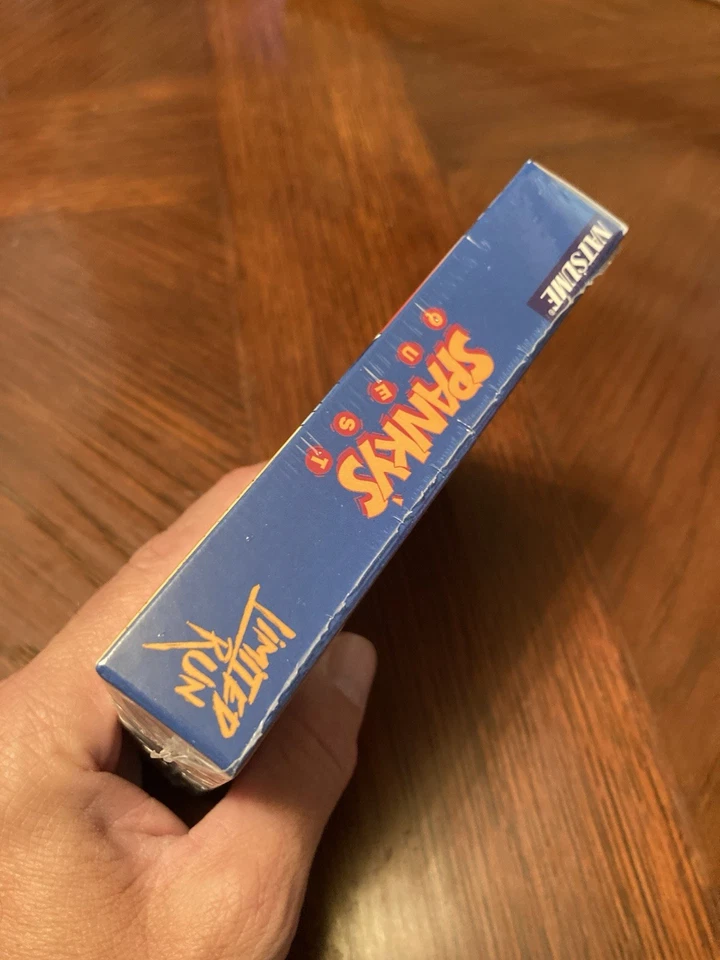 NATSUME®
SPANKY'S
QUEST
LIMITED
RUN